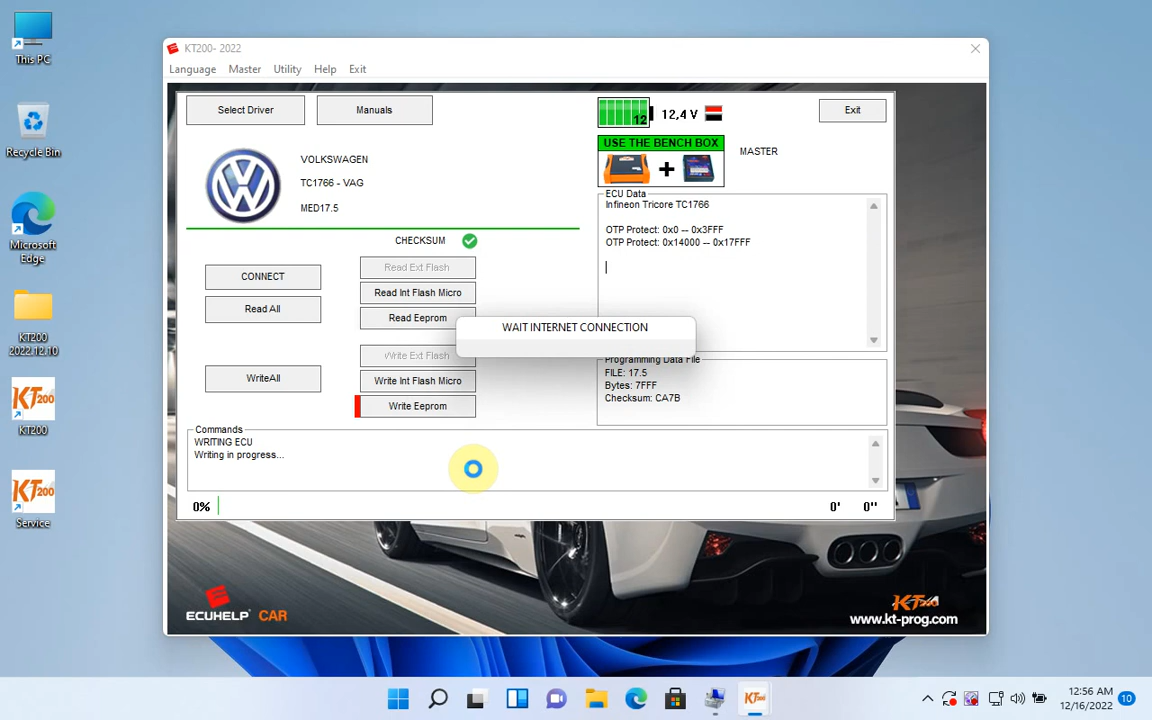 This PC
Recycle Bin
Microsoft
Edge
KT200
2022.12.10
KT200
KT200
KT200
Service
KT200- 2022
Language Master Utility Help Exit
Select Driver
Manuals
12
12,4 V
Exit
VOLKSWAGEN
TC1766 - VAG
MED17.5
USE THE BENCH BOX
MASTER
ECU Data
Infineon Tricore TC1766
OTP Protect: 0x0 -- 0x3FFF
OTP Protect: 0x14000 -- 0x17FFF
CHECKSUM
CONNECT
Read All
WriteAll
Read Ext Flash
Read Int Flash Micro
Read Eeprom
Write Ext Flash
Write Int Flash Micro
Write Eeprom
WAIT INTERNET CONNECTION
Programming Data File
FILE: 17.5
Bytes: 7FFF
Checksum: CA7B
Commands
WRITING ECU
Writing in progress...
0%
0' 0''
ECUHELP CAR
KT200
www.kt-prog.com
KT200
12:56 AM
12/16/2022
10